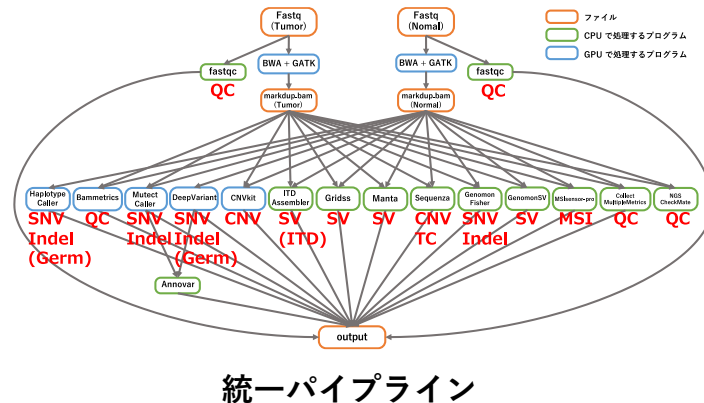 Fastq
(Tumor)
Fastq
(Nomal)
ファイル
CPU で処理するプログラム
GPU で処理するプログラム
fastqc
QC
BWA + GATK
BWA + GATK
fastqc
QC
markdup.bam
(Tumor)
markdup.bam
(Normal)
Haplotype
Caller
SNV
Indel
(Germ)
Bammetrics
QC
Mutect
Caller
SNV
Indel
DeepVariant
SNV
Indel
(Germ)
CNVkit
CNV
ITD
Assembler
SV
(ITD)
Gridss
SV
Manta
SV
Sequenza
CNV
TC
Genomon
Fisher
SNV
Indel
GenomonSV
SV
MSIsensor-pro
MSI
Collect
MultipleMetrics
QC
NGS
CheckMate
QC
Annovar
output
統一パイプライン